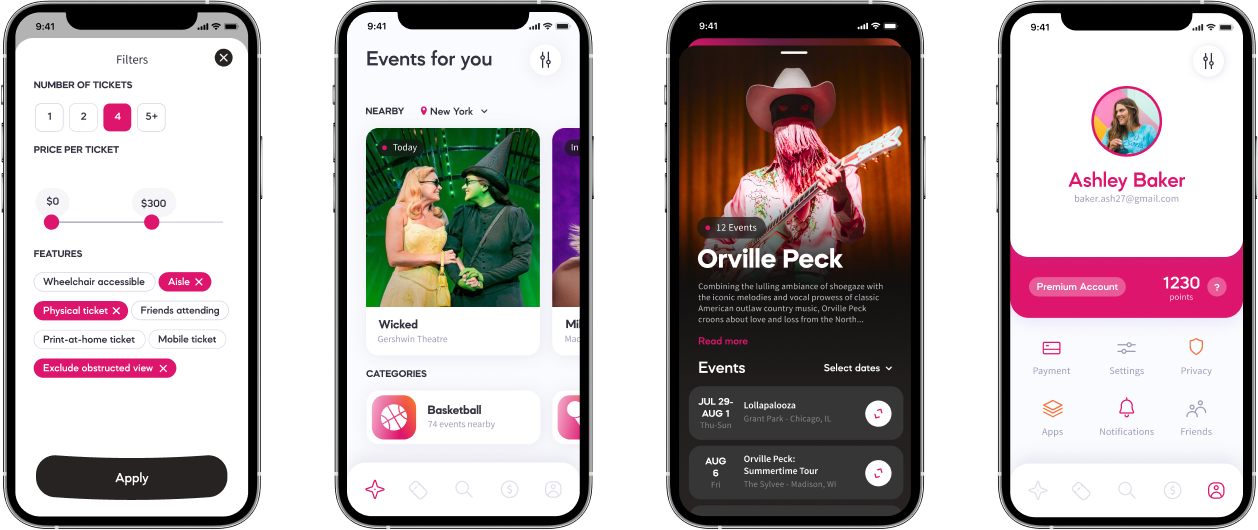 9:41
Filters
NUMBER OF TICKETS
1
2
4
5+
PRICE PER TICKET
$0
$300
FEATURES
Wheelchair accessible
Aisle
Physical ticket
Friends attending
Print-at-home ticket
Mobile ticket
Exclude obstructed view
Apply
9:41
Events for you
NEARBY
New York
Today
In
Wicked
Gershwin Theatre
CATEGORIES
Basketball
74 events nearby
$
9:41
12 Events
Orville Peck
Combining the lulling ambiance of shoegaze with
the iconic melodies and vocal prowess of classic
American outlaw country music, Orville Peck
croons about love and loss from the North...
Read more
Events
Select dates
JUL 29-
AUG 1
Thu-Sun
Lollapalooza
Grant Park - Chicago, IL
AUG
6
Fri
Orville Peck:
Summertime Tour
The Sylvee - Madison, WI
9:41
Ashley Baker
baker.ash27@gmail.com
Premium Account
1230
points
?
Payment
Settings
Privacy
Apps
Notifications
Friends
$